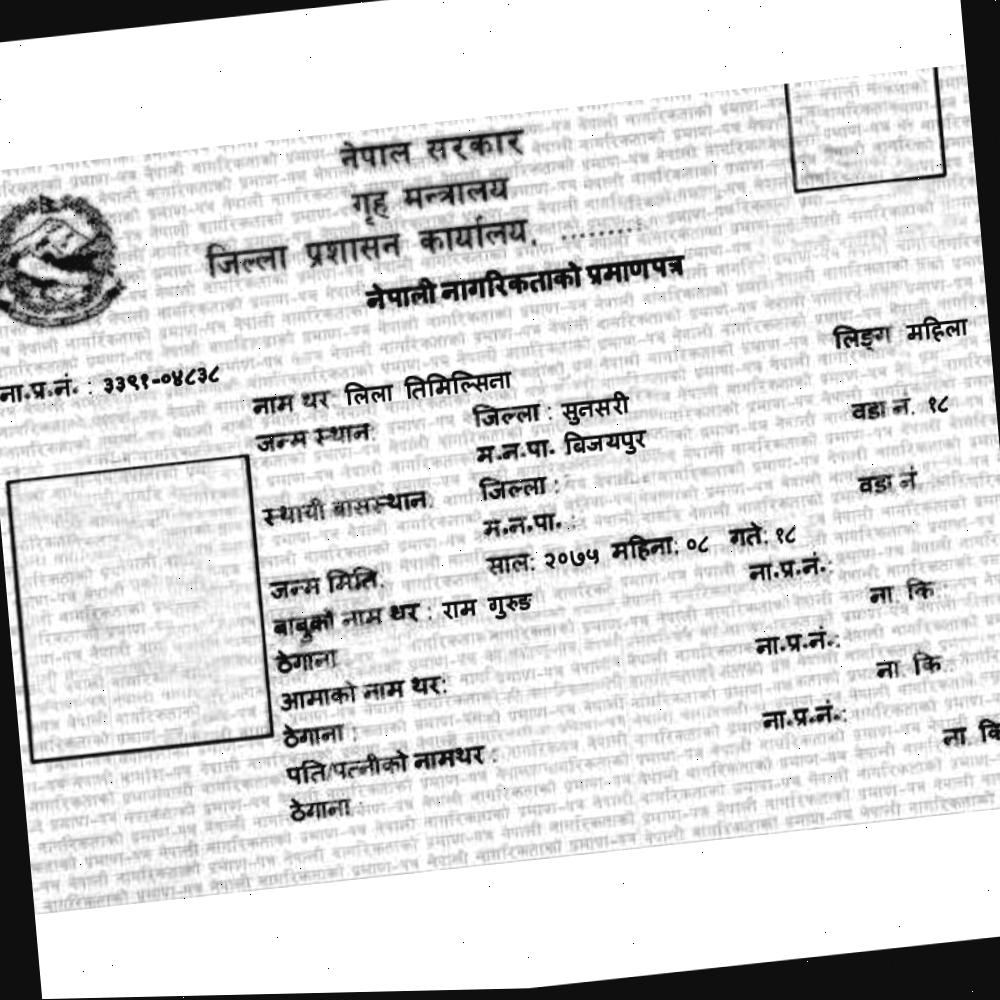 नेपाल सरकार
गृह मन्त्रालय
जिल्ला प्रशासन कार्यालय, ........:
नेपाली नागरिकताको प्रमाणपत्र
लिङ्ग महिला
ना.प्र.नं. : ३३९१-०४८३८
नाम थर: लिला तिमिल्सिना
जन्म स्थान: जिल्ला : सुनसरी वडा नं. १८
म.न.पा. बिजयपुर
स्थायी बासस्थान: जिल्ला : वडा नं.
म.न.पा. :
जन्म मिति: साल: २०७५ महिना: ०८ गते: १८
बाबुको नाम थर : राम गुरुङ ना.प्र.नं.:
ठेगाना ना. कि :
आमाको नाम थर: ना.प्र.नं.:
ठेगाना : ना. कि
पति/पत्नीको नामथर : ना.प्र.नं.:
ठेगाना : ना. कि